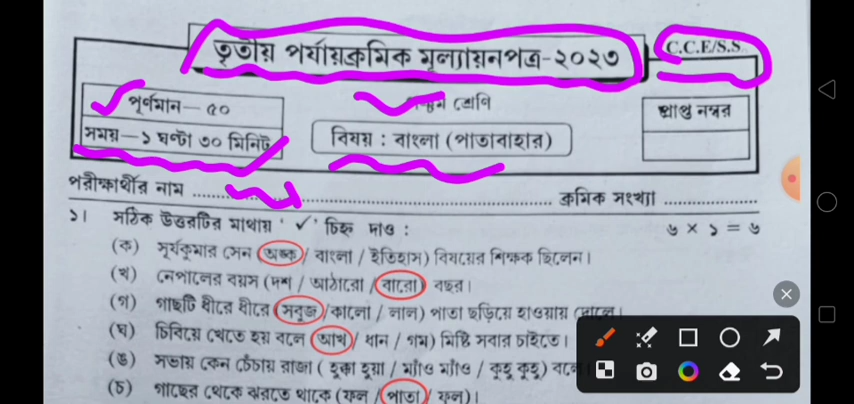 তৃতীয় পর্যায়ক্রমিক মূল্যায়নপত্র-২০২৩
C.C.E/S.S.
পূর্ণমান— ৫০
শ্রেণি
প্রাপ্ত নম্বর
সময়—১ ঘণ্টা ৩০ মিনিট
বিষয় : বাংলা (পাতাবাহার)
পরীক্ষার্থীর নাম .......... ক্রমিক সংখ্যা ..........
১। সঠিক উত্তরটির মাথায় ' ✓' চিহ্ন দাও : ৬ × ১ = ৬
(ক) সূর্যকুমার সেন (অঙ্ক / বাংলা / ইতিহাস) বিষয়ের শিক্ষক ছিলেন।
(খ) নেপালের বয়স (দশ / আঠারো / বারো) বছর।
(গ) গাছটি ধীরে ধীরে (সবুজ /কালো / লাল) পাতা ছড়িয়ে হাওয়ায় দোলে।
(ঘ) চিবিয়ে খেতে হয় বলে (আখ / ধান / গম) মিষ্টি সবার চাইতে।
(ঙ) সভায় কেন চেঁচায় রাজা ( হুক্কা হুয়া / ম্যাঁও ম্যাঁও / কুহু কুহু) বলে
(চ) গাছের থেকে ঝরতে থাকে (ফল / পাতা / ফুল)।